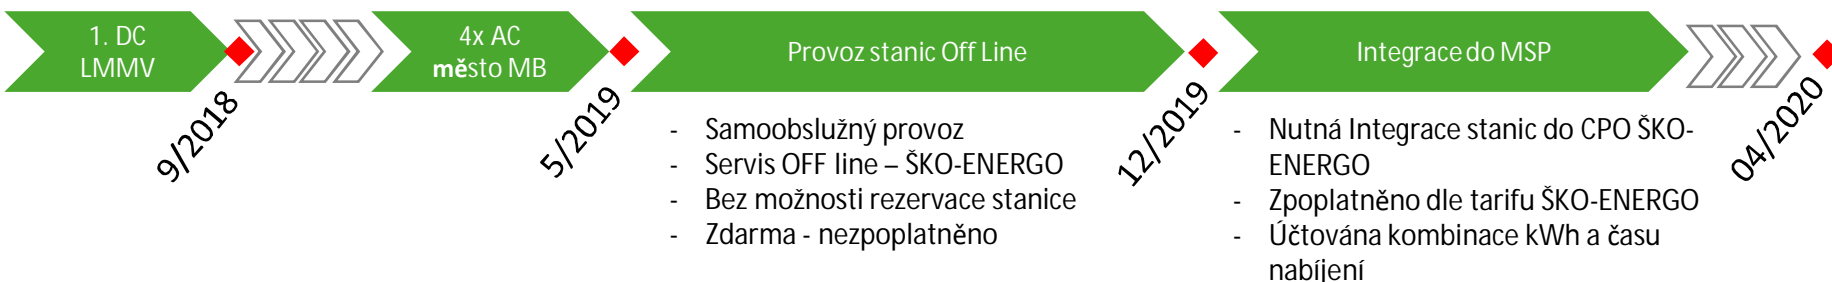 1. DC
LMMV
9/2018
4x AC
město MB
5/2019
Provoz stanic Off Line
- Samoobslužný provoz
- Servis OFF line – ŠKO-ENERGO
- Bez možnosti rezervace stanice
- Zdarma - nezpoplatněno
12/2019
Integrace do MSP
- Nutná Integrace stanic do CPO ŠKO-
ENERGO
- Zpoplatněno dle tarifu ŠKO-ENERGO
- Účtována kombinace kWh a času
nabíjení
04/2020